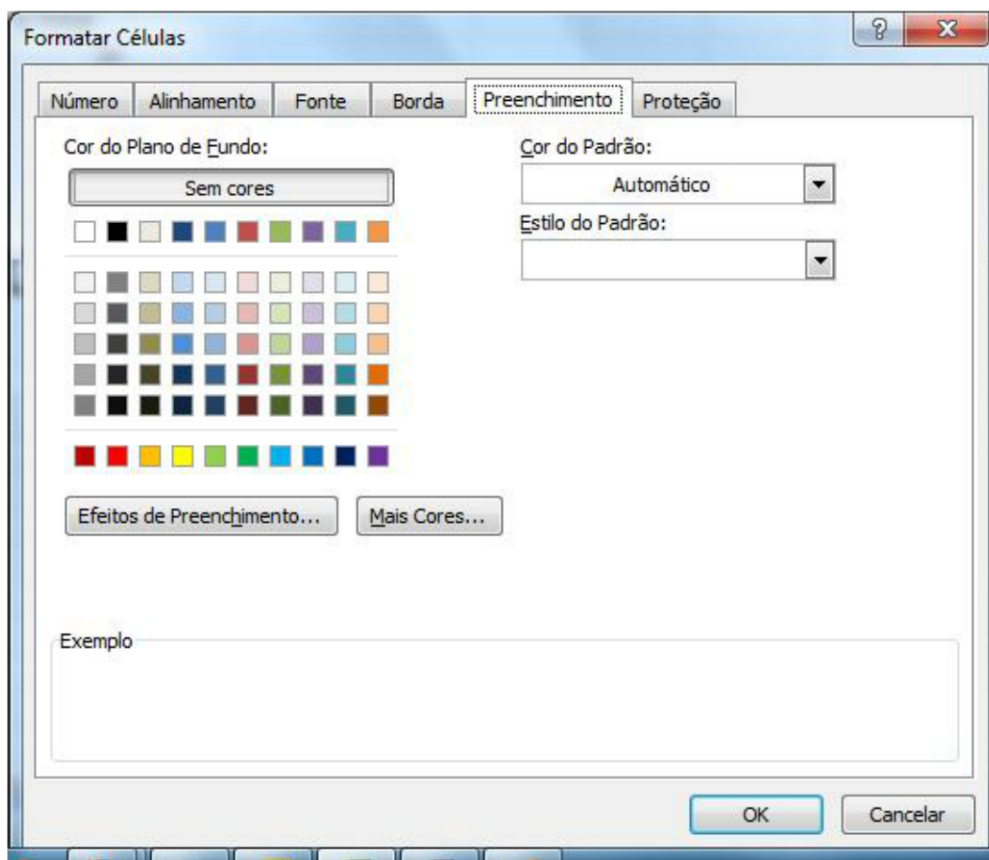 Formatar Células
Número Alinhamento Fonte Borda Preenchimento Proteção
Cor do Plano de Fundo:
Sem cores
Cor do Padrão:
Automático
Estilo do Padrão:
Efeitos de Preenchimento... Mais Cores...
Exemplo
OK Cancelar